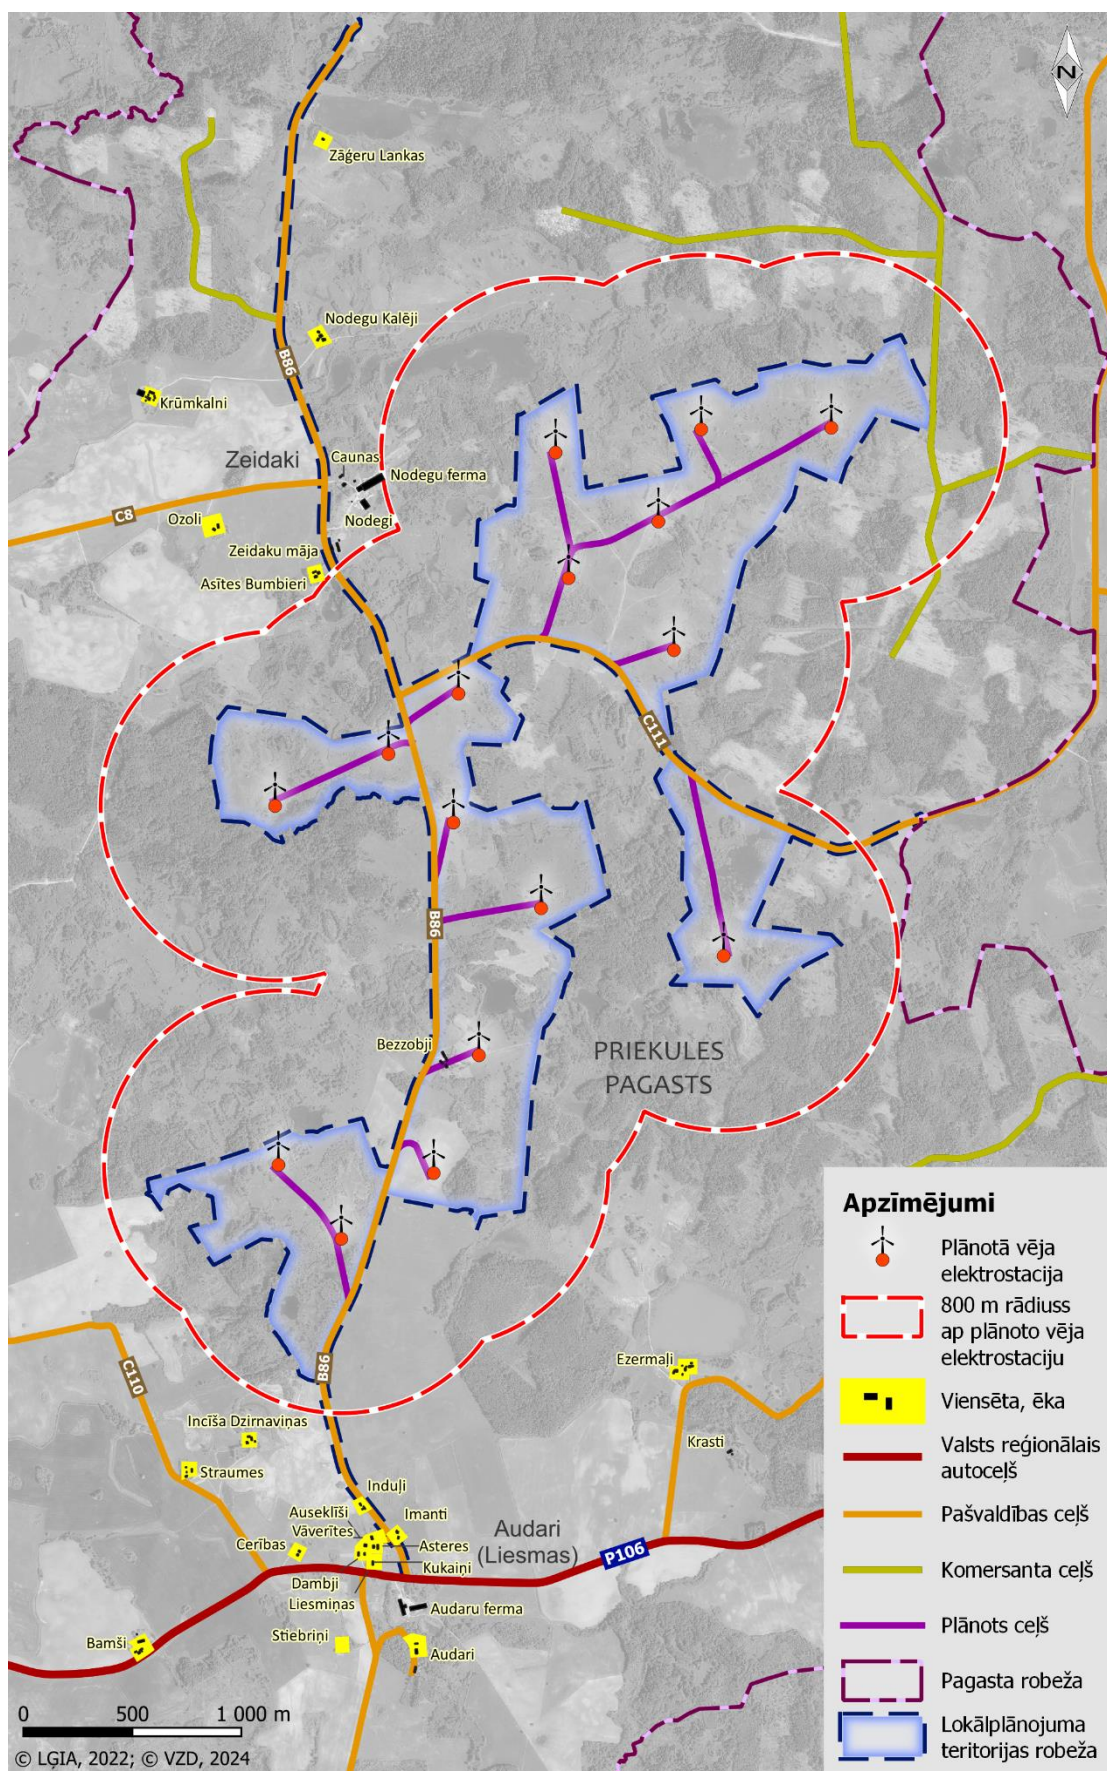 N
Zāģeru Lankas
Nodegu Kalēji
B86
Krūmkalni
Zeidaki
Caunas
Nodegu ferma
C8
Ozoli
Nodegi
Zeidaku māja
Asītes Bumbieri
C111
B86
Bezzobji
PRIEKULES
PAGASTS
B86
C110
Ezermaļi
Incīša Dzirnaviņas
Straumes
Krasti
Induļi
Ausekliši
Imanti
Vāverītes
Cerības
Asteres
Kukaiņi
Audari
(Liesmas)
P106
Dambji
Liesmiņas
Audaru ferma
Stiebriņi
Bamši
Audari
0 500 1 000 m
© LĢIA, 2022; © VZD, 2024
Apzīmējumi
Plānotā vēja
elektrostacija
800 m rādiuss
ap plānoto vēja
elektrostaciju
Viensēta, ēka
Valsts reģionālais
autoceļš
Pašvaldības ceļš
Komersanta ceļš
Plānots ceļš
Pagasta robeža
Lokālplānojuma
teritorijas robeža